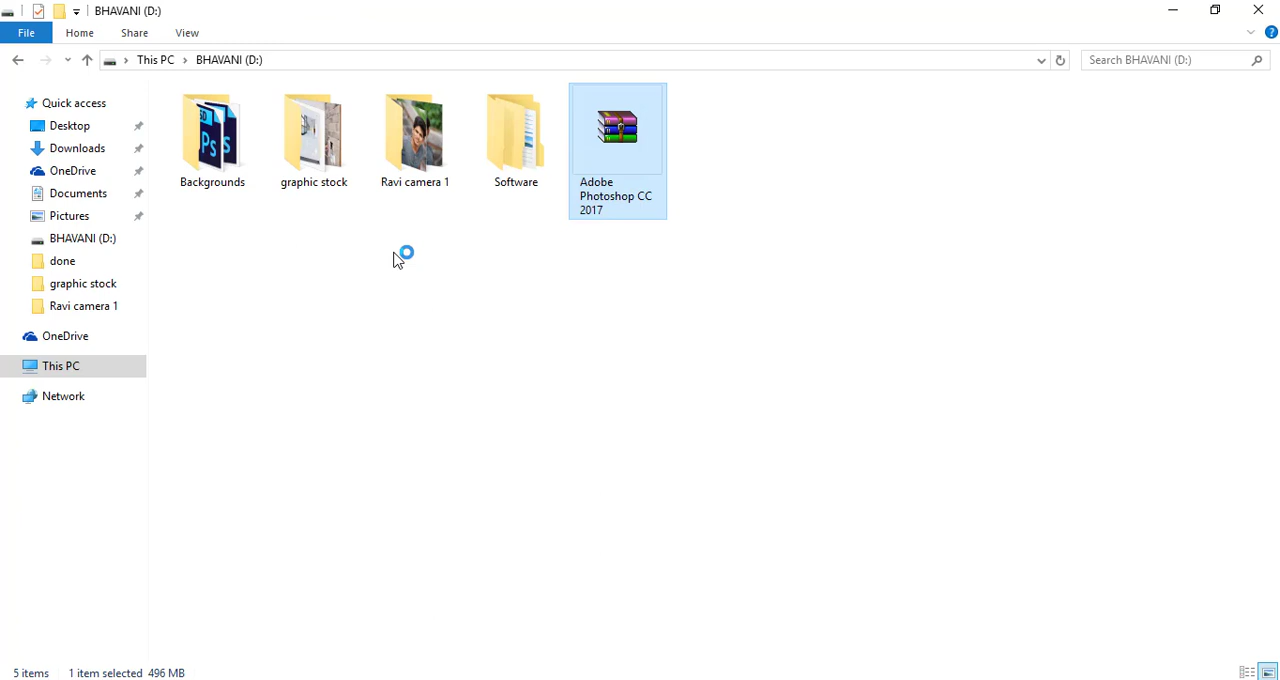 BHAVANI (D:)
File Home Share View
This PC BHAVANI (D:) Search BHAVANI (D:)
Quick access
Desktop
Downloads
OneDrive
Documents
Pictures
BHAVANI (D:)
done
graphic stock
Ravi camera 1
OneDrive
This PC
Network
Backgrounds
graphic stock
Ravi camera 1
Software
Adobe
Photoshop CC
2017
5 items 1 item selected 496 MB